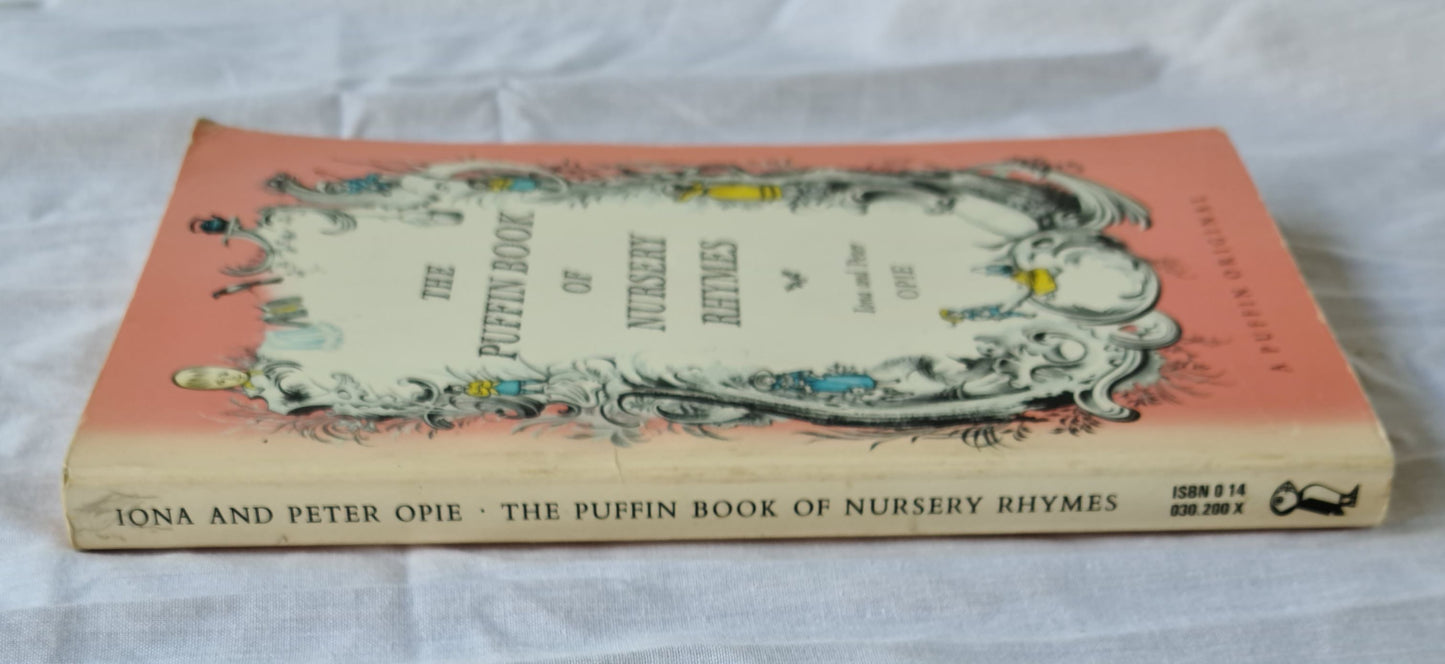 THE
PUFFIN BOOK
OF
NURSERY
RHYMES
Iona and Peter
OPIE
A PUFFIN ORIGINAL
IONA AND PETER OPIE · THE PUFFIN BOOK OF NURSERY RHYMES
ISBN 0 14
030.200 X